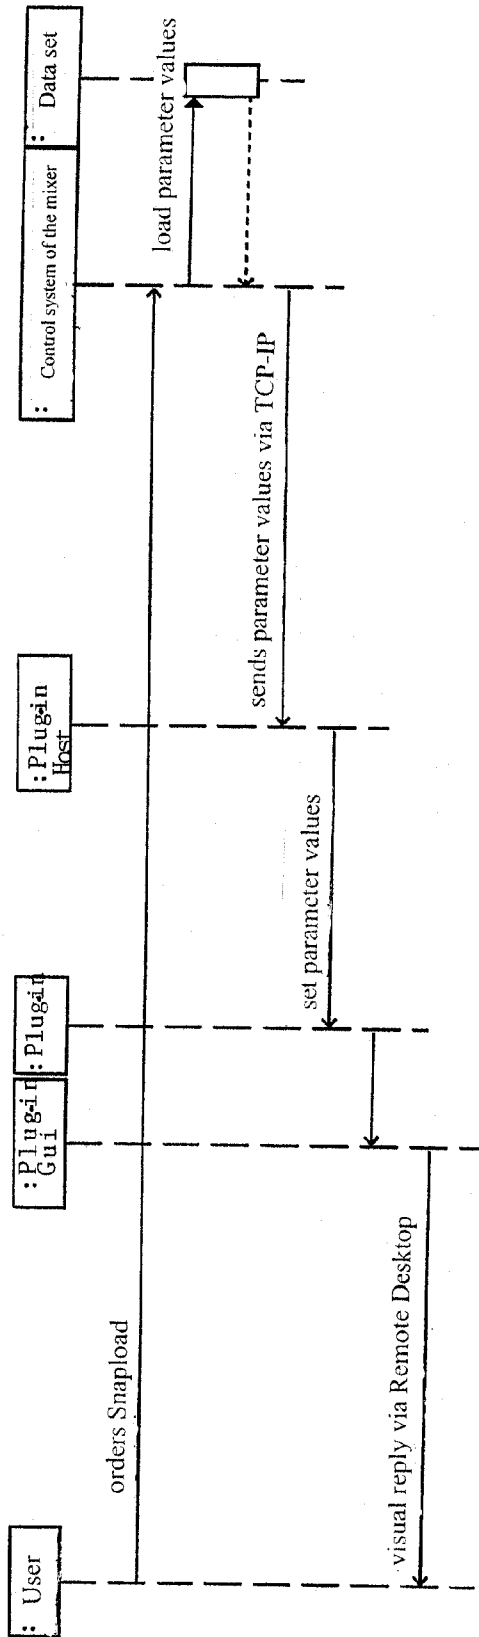 : User
:Plugin
Gui
:Plugin
:Plugin
Host
: Control system of the mixer
: Data set
orders Snapload
load parameter values
sends parameter values via TCP-IP
set parameter values
visual reply via Remote Desktop